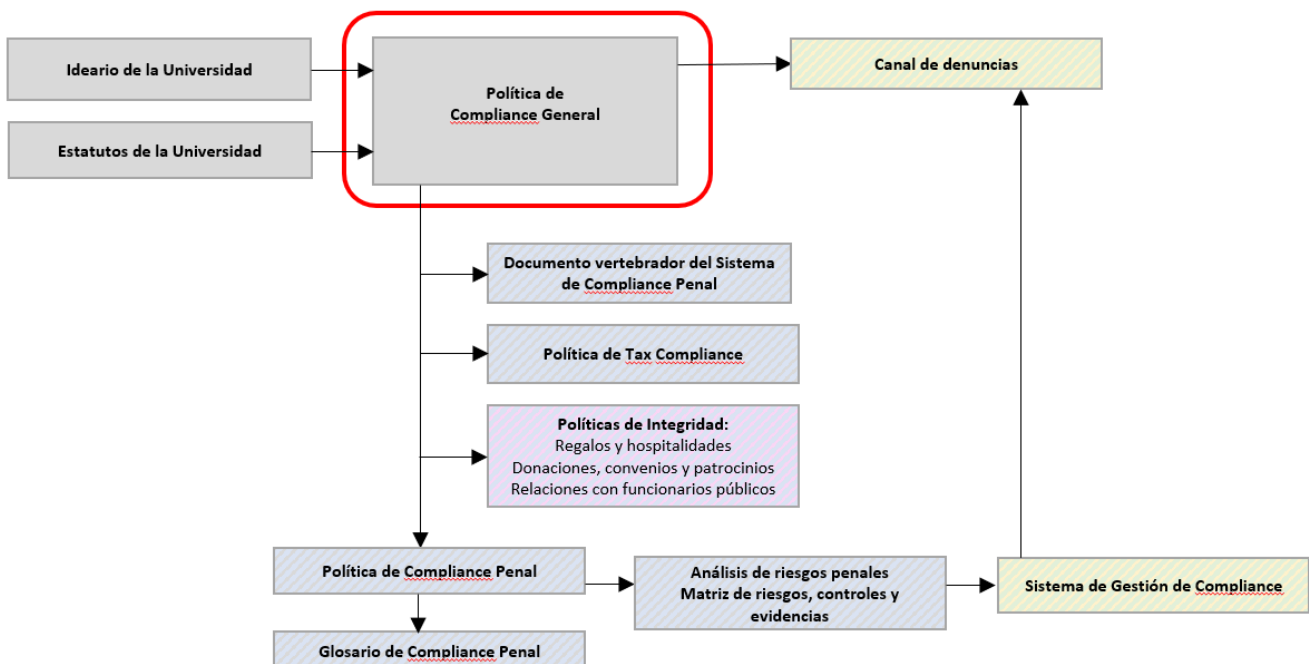 Ideario de la Universidad
Estatutos de la Universidad
Política de
Compliance General
Canal de denuncias
Documento vertebrador del Sistema
de Compliance Penal
Política de Tax Compliance
Políticas de Integridad:
Regalos y hospitalidades
Donaciones, convenios y patrocinios
Relaciones con funcionarios públicos
Política de Compliance Penal
Análisis de riesgos penales
Matriz de riesgos, controles y
evidencias
Sistema de Gestión de Compliance
Glosario de Compliance Penal